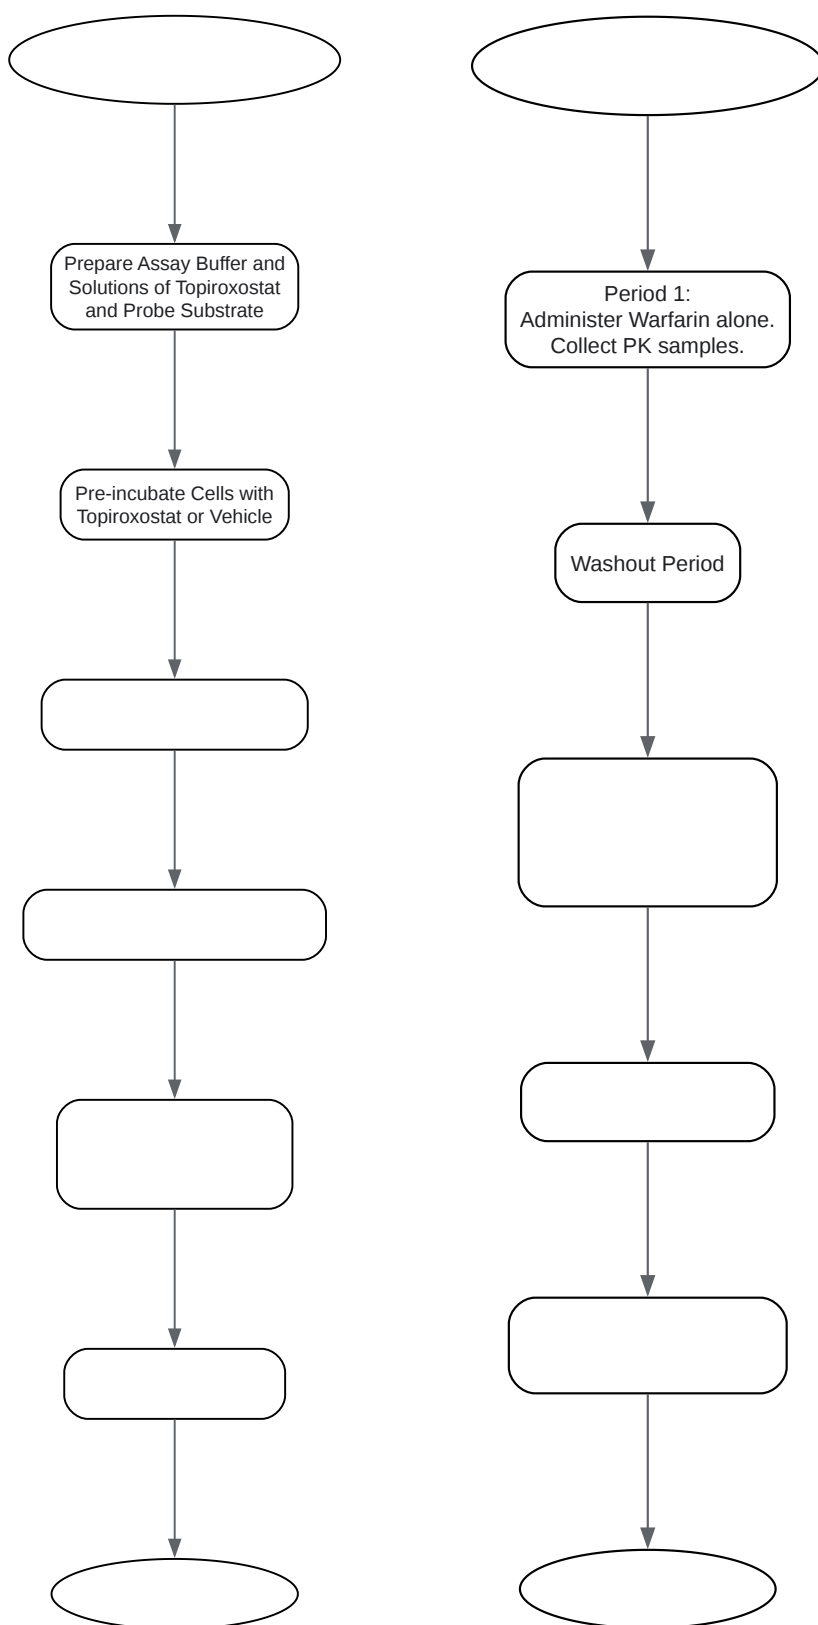 Prepare Assay Buffer and
Solutions of Topiroxostat
and Probe Substrate
Pre-incubate Cells with
Topiroxostat or Vehicle
Period 1:
Administer Warfarin alone.
Collect PK samples.
Washout Period